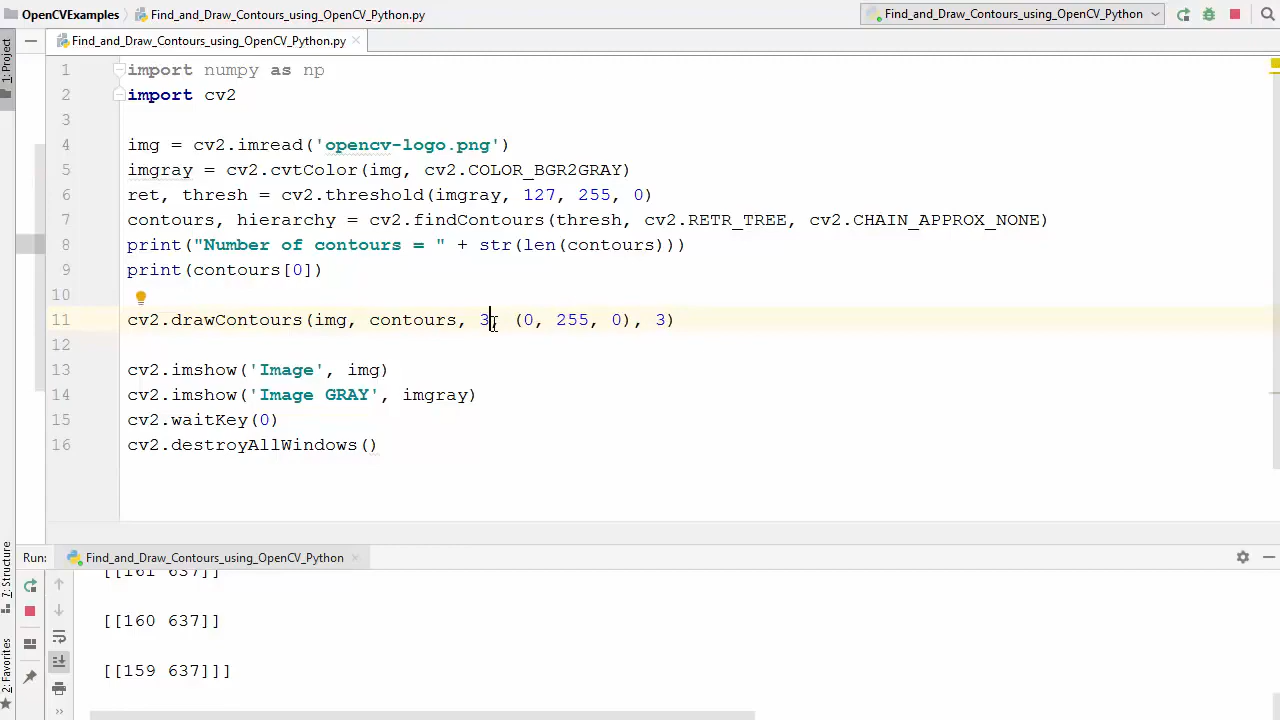 OpenCVExamples Find_and_Draw_Contours_using_OpenCV_Python.py Find_and_Draw_Contours_using_OpenCV_Python
1: Project
Find_and_Draw_Contours_using_OpenCV_Python.py
1 import numpy as np
2 import cv2
3
4 img = cv2.imread('opencv-logo.png')
5 imgray = cv2.cvtColor(img, cv2.COLOR_BGR2GRAY)
6 ret, thresh = cv2.threshold(imgray, 127, 255, 0)
7 contours, hierarchy = cv2.findContours(thresh, cv2.RETR_TREE, cv2.CHAIN_APPROX_NONE)
8 print("Number of contours = " + str(len(contours)))
9 print(contours[0])
10
11 cv2.drawContours(img, contours, 3, (0, 255, 0), 3)
12
13 cv2.imshow('Image', img)
14 cv2.imshow('Image GRAY', imgray)
15 cv2.waitKey(0)
16 cv2.destroyAllWindows()
7: Structure
2: Favorites
Run: Find_and_Draw_Contours_using_OpenCV_Python
[[161 637]]
[[160 637]]
[[159 637]]]